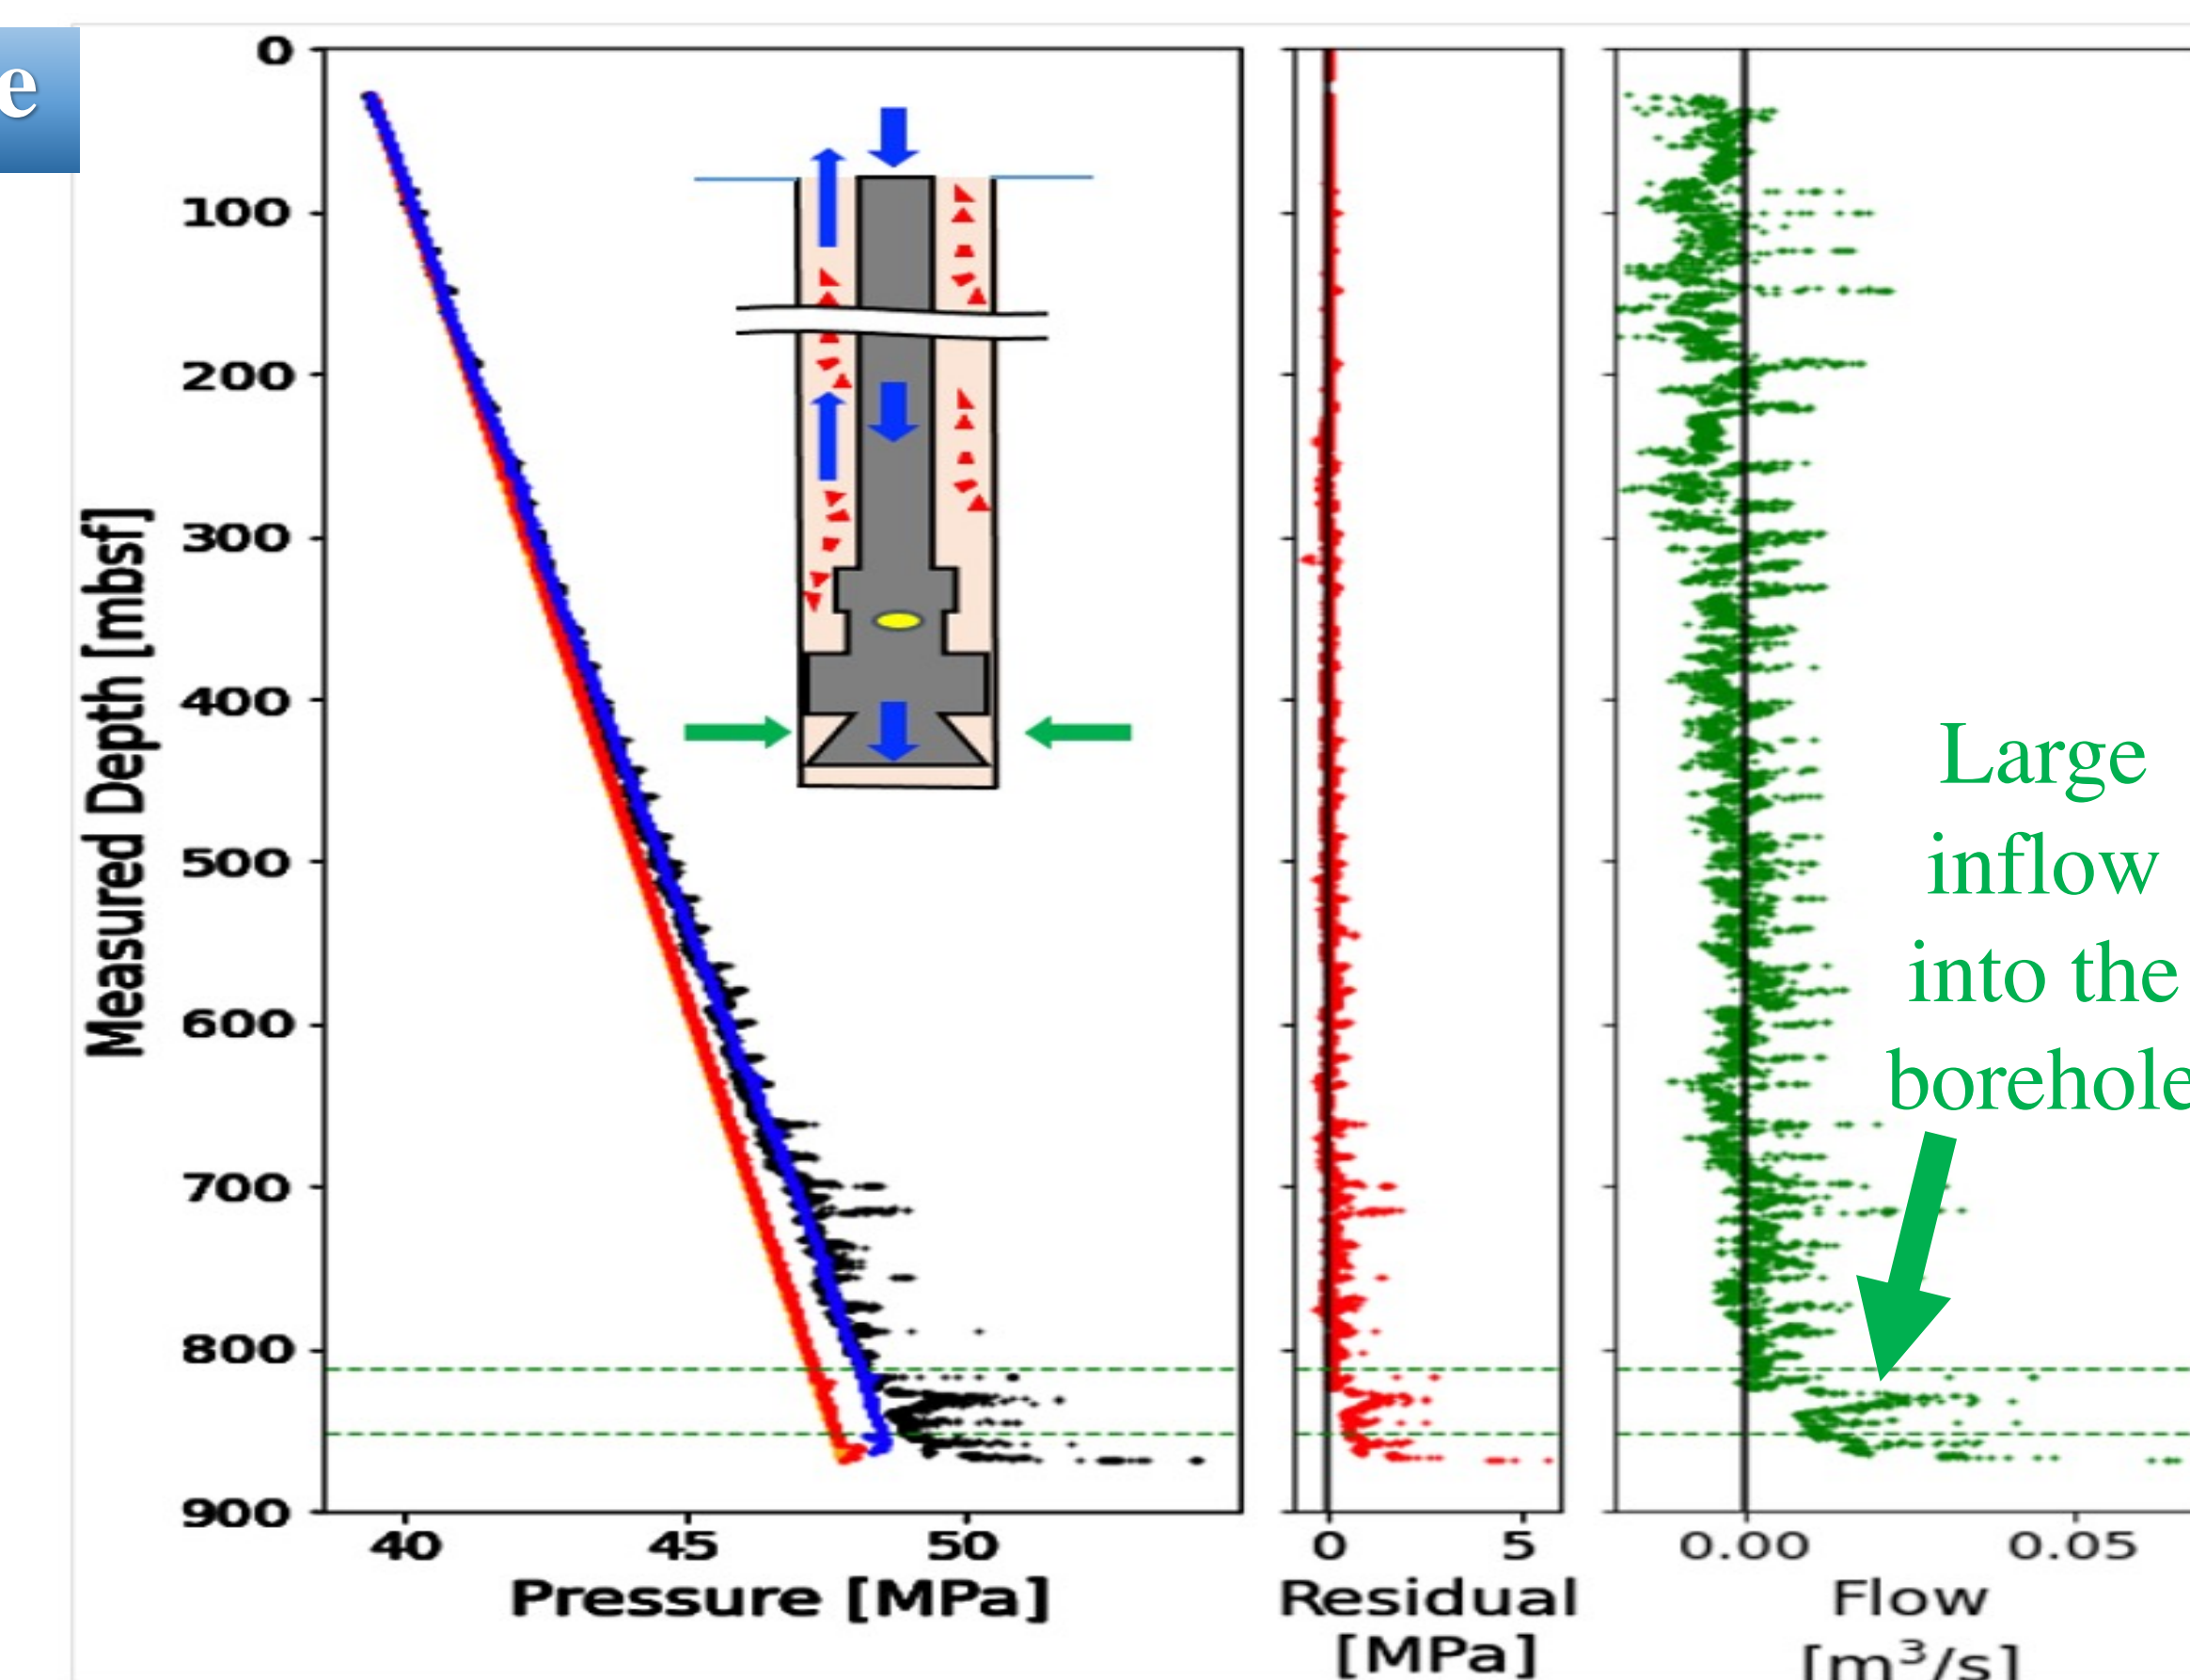 e
0
100
200
300
400
500
600
700
800
900
Measured Depth [mbsf]
40 45 50
Pressure [MPa]
0 5
Residual
[MPa]
0.00 0.05
Flow
[m³/s]
Large
inflow
into the
borehole